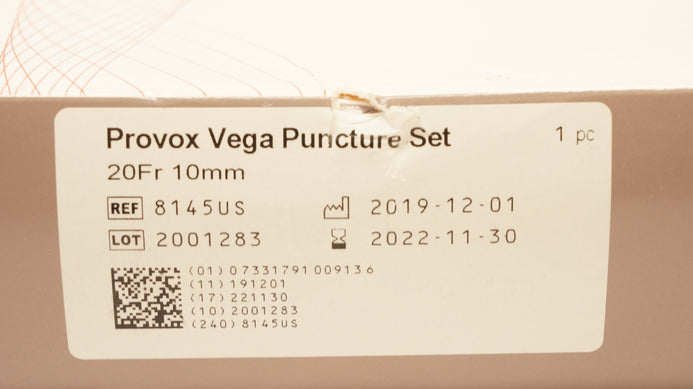 Provox Vega Puncture Set 1 pc
20Fr 10mm
REF 8145US 2019-12-01
LOT 2001283 2022-11-30
(01) 07331791009136
(11) 191201
(17) 221130
(10) 2001283
(240) 8145US